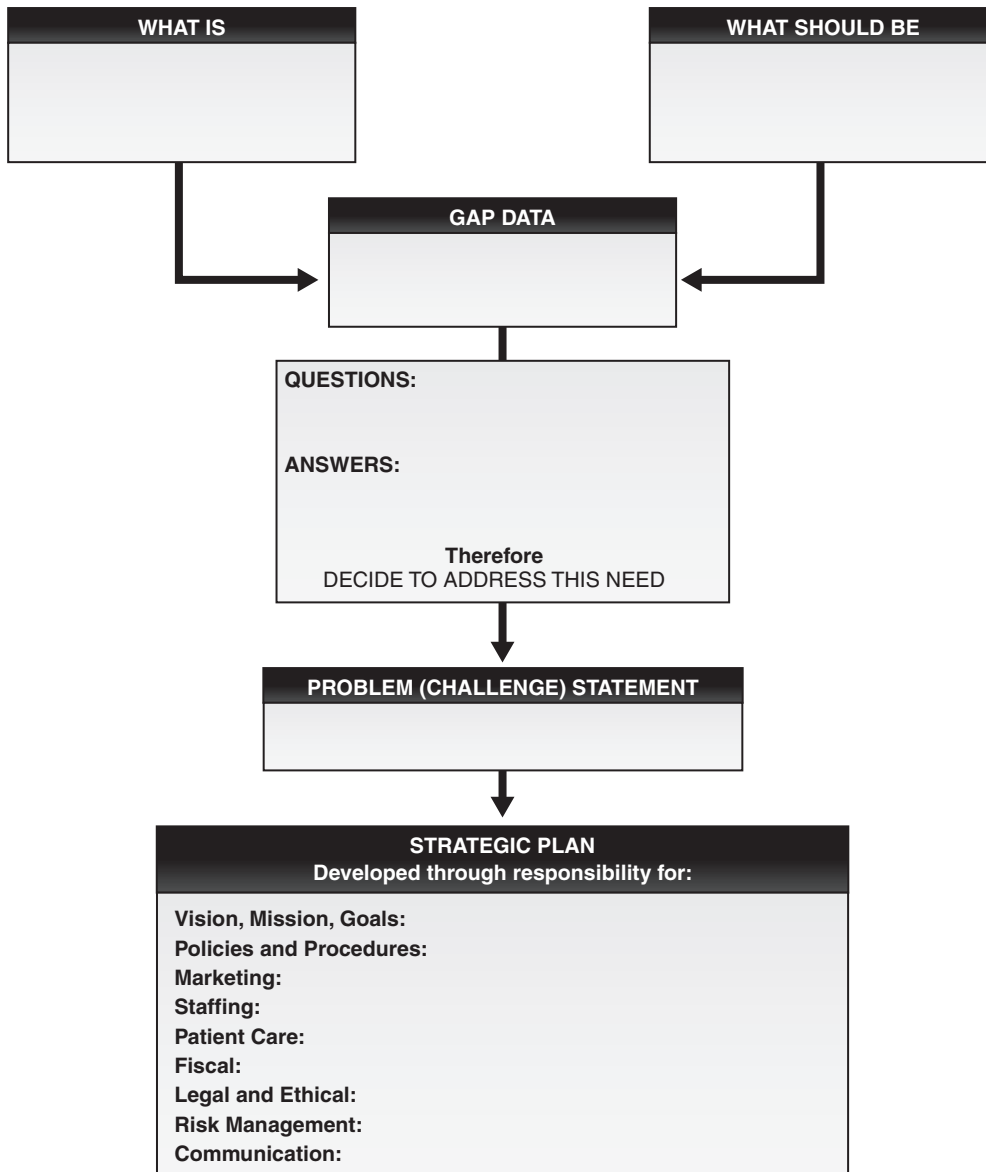 WHAT IS
WHAT SHOULD BE
GAP DATA
QUESTIONS:
ANSWERS:
Therefore
DECIDE TO ADDRESS THIS NEED
PROBLEM (CHALLENGE) STATEMENT
STRATEGIC PLAN
Developed through responsibility for:
Vision, Mission, Goals:
Policies and Procedures:
Marketing:
Staffing:
Patient Care:
Fiscal:
Legal and Ethical:
Risk Management:
Communication: